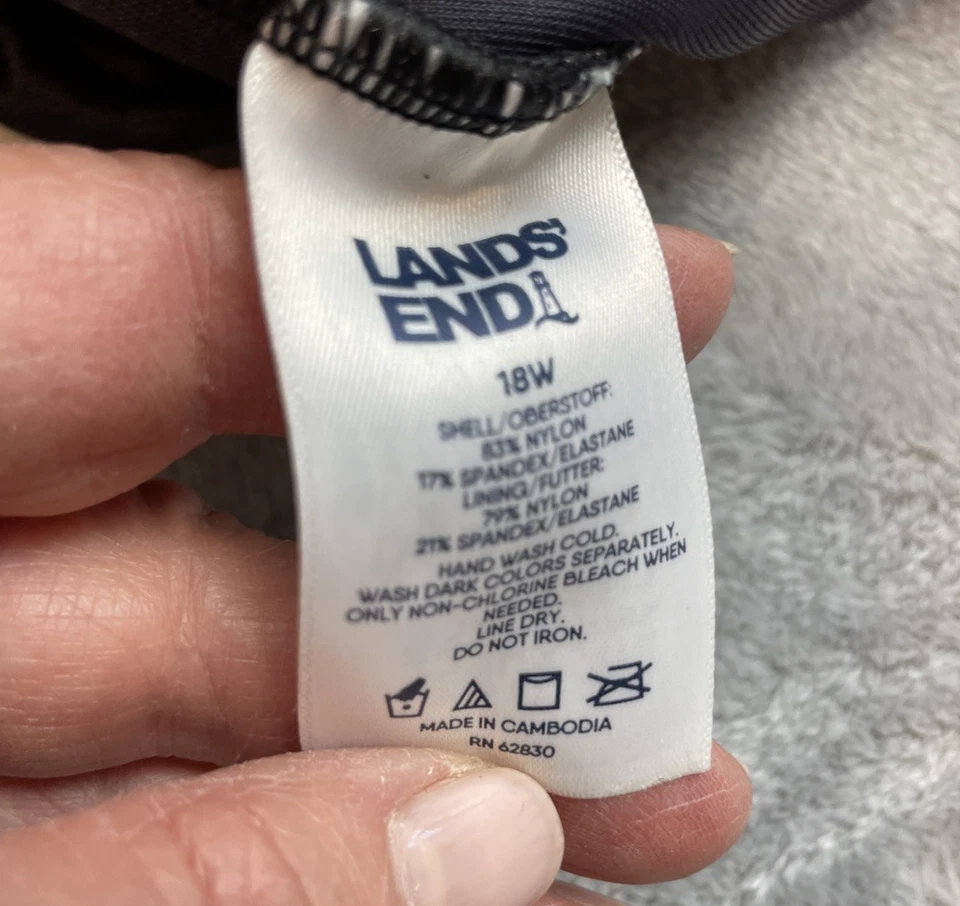 LANDS'
END
18W
SHELL/OBERSTOFF:
83% NYLON
17% SPANDEX/ELASTANE
LINING/FUTTER:
79% NYLON
21% SPANDEX/ELASTANE
HAND WASH COLD.
WASH DARK COLORS SEPARATELY.
ONLY NON-CHLORINE BLEACH WHEN
NEEDED.
LINE DRY.
DO NOT IRON.
MADE IN CAMBODIA
RN 62830